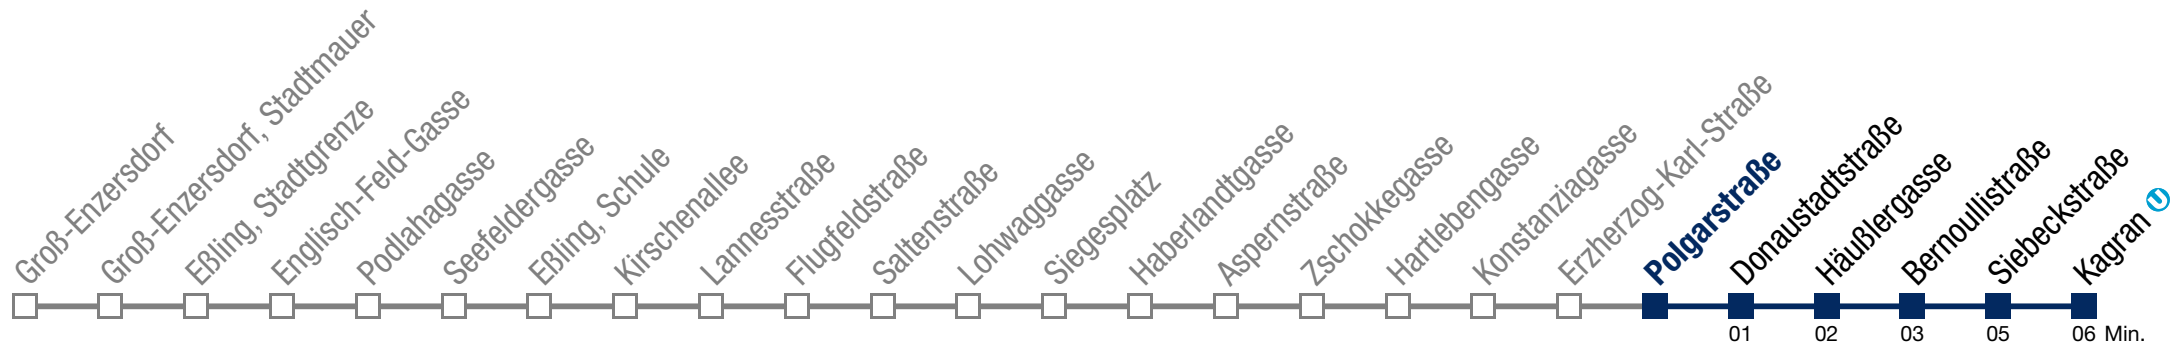 Groß-Enzersdorf
Groß-Enzersdorf, Stadtmauer
Eßling, Stadtgrenze
Englisch-Feld-Gasse
Podlahagasse
Seefeldergasse
Eßling, Schule
Kirschenallee
Lannesstraße
Flugfeldstraße
Saltenstraße
Lohwaggasse
Siegesplatz
Haberlandtgasse
Aspernstraße
Zschokkegasse
Hartlebengasse
Konstanziagasse
Erzherzog-Karl-Straße
Polgarstraße
Donaustadtstraße
Häußlergasse
Bernoullistraße
Siebeckstraße
Kagran U
01 02 03 05 06 Min.